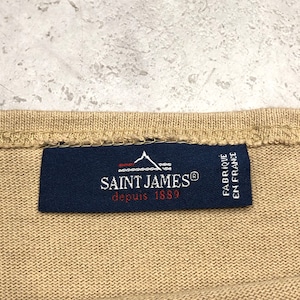 SAINT JAMES®
depuis 1889
FABRIQUÉ
EN FRANCE